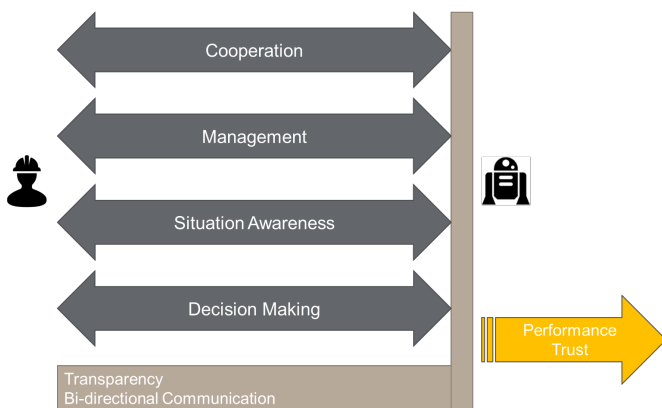 Cooperation
Management
Situation Awareness
Decision Making
Performance
Trust
Transparency
Bi-directional Communication